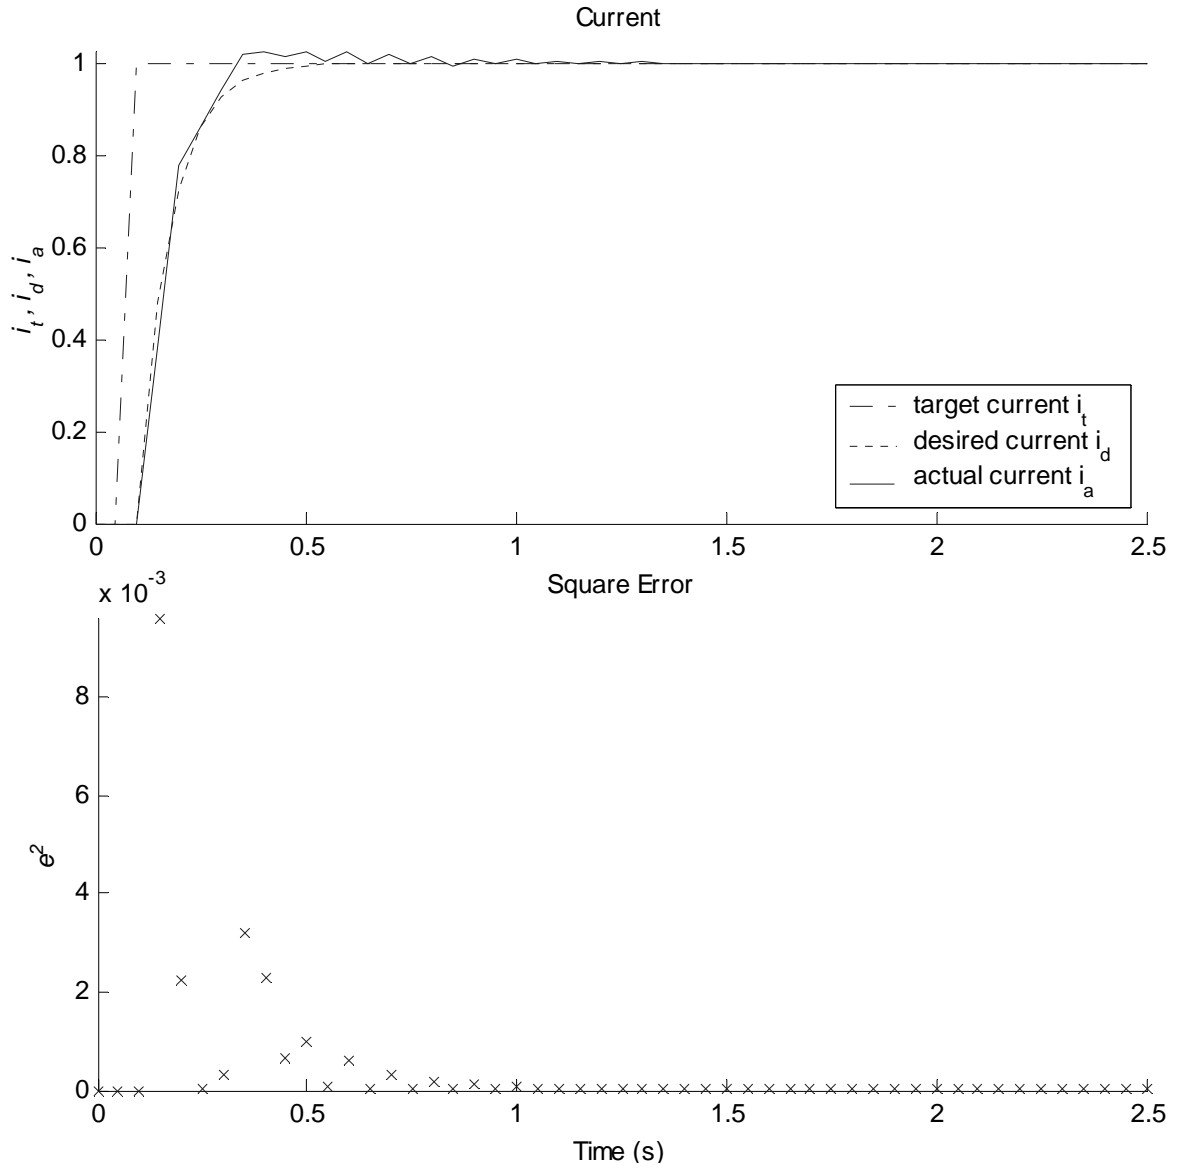 Current
1
0.8
0.6
0.4
0.2
0
i_t, i_d, i_a
target current i_t
desired current i_d
actual current i_a
0 0.5 1 1.5 2 2.5
Square Error
x 10^-3
8
6
4
2
0
e^2
0 0.5 1 1.5 2 2.5
Time (s)